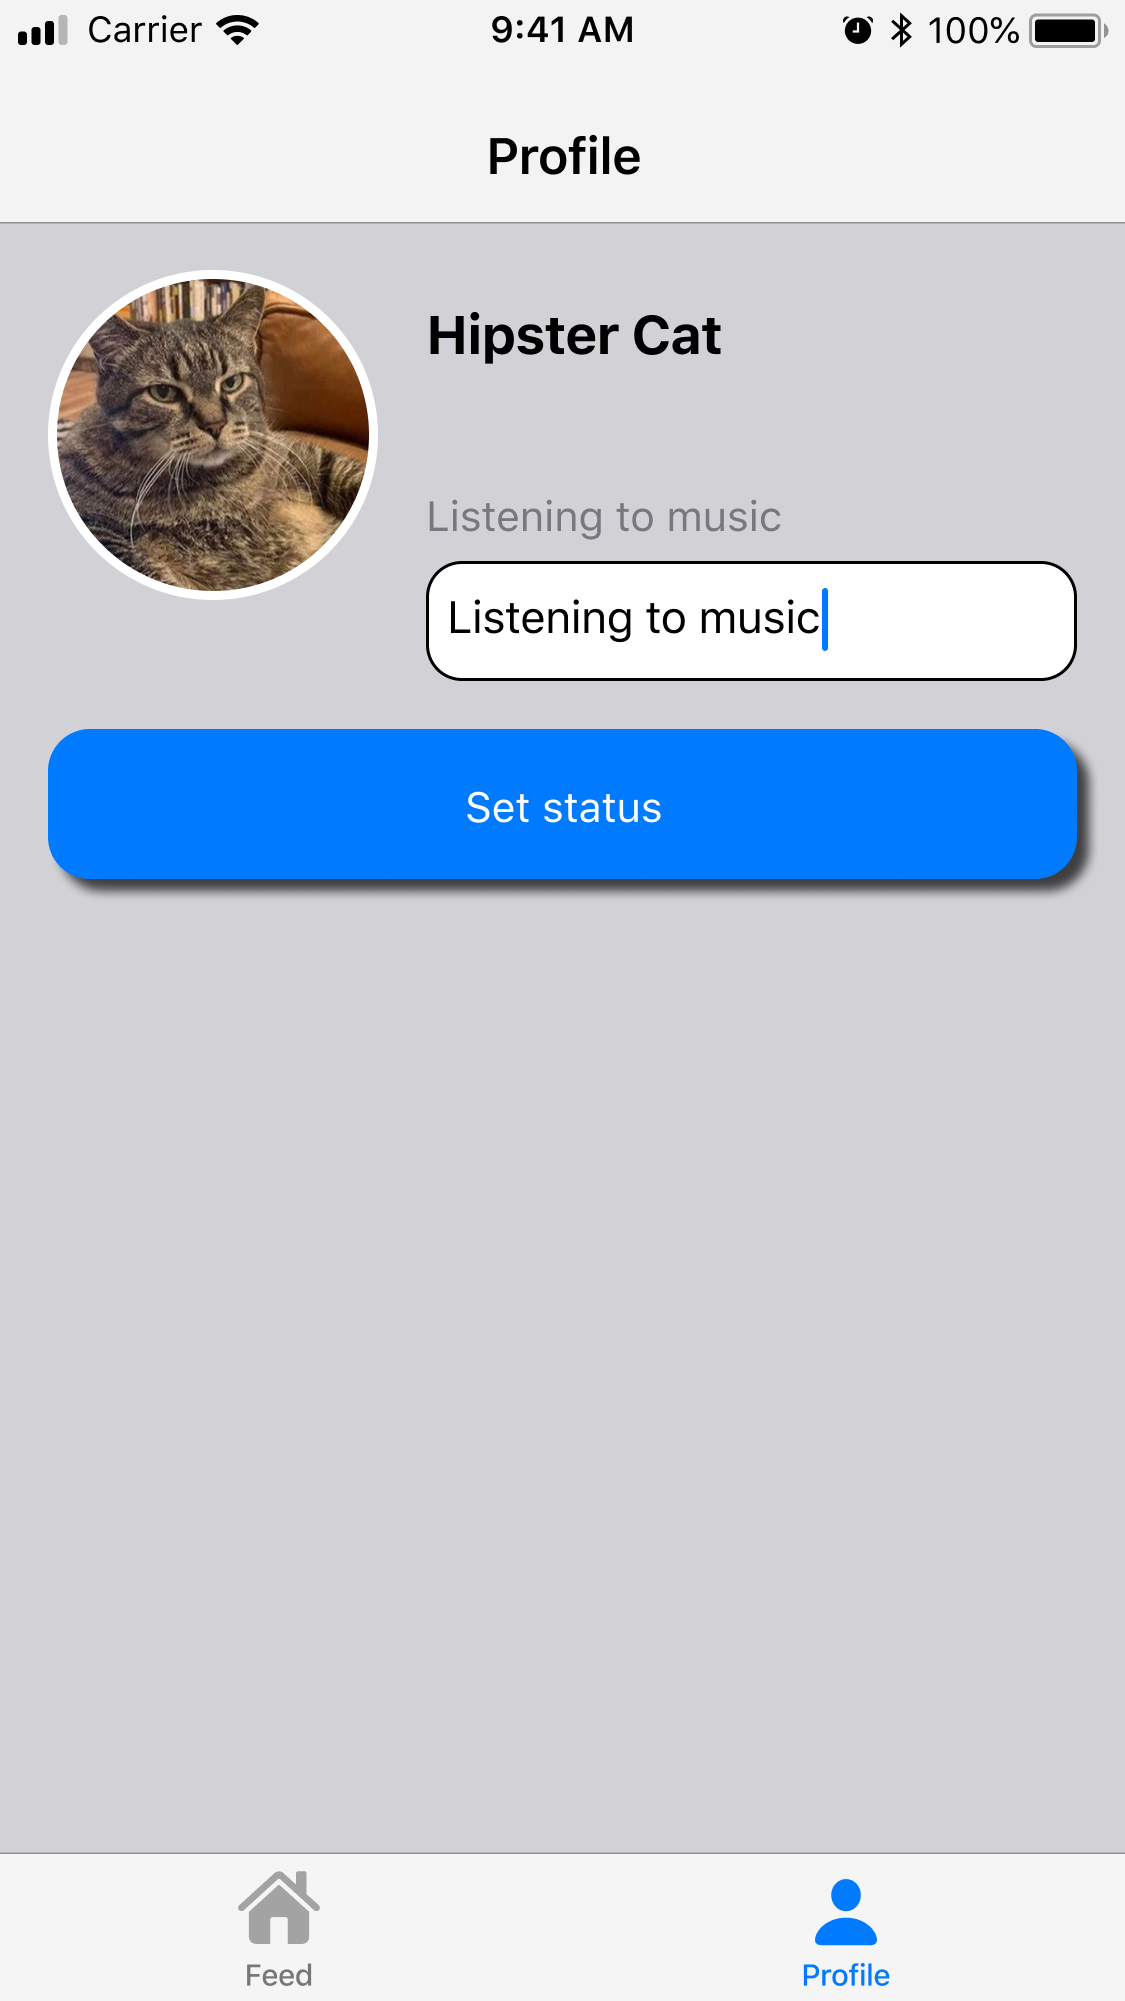 Carrier 9:41 AM 100%
Profile
Hipster Cat
Listening to music
Listening to music
Set status
Feed Profile